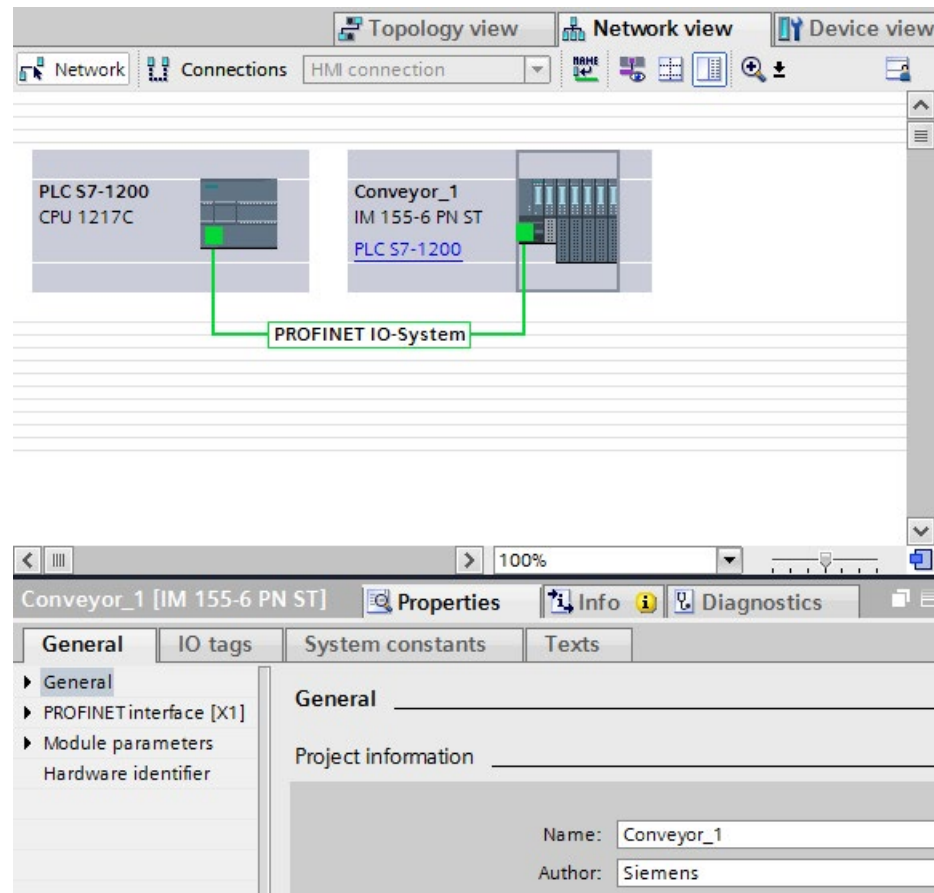 Topology view Network view Device view
Network Connections HMI connection NAME
PLC S7-1200
CPU 1217C
Conveyor_1
IM 155-6 PN ST
PLC S7-1200
PROFINET IO-System
100%
Conveyor_1 [IM 155-6 PN ST] Properties Info Diagnostics
General IO tags System constants Texts
General
PROFINET interface [X1]
Module parameters
Hardware identifier
General
Project information
Name: Conveyor_1
Author: Siemens